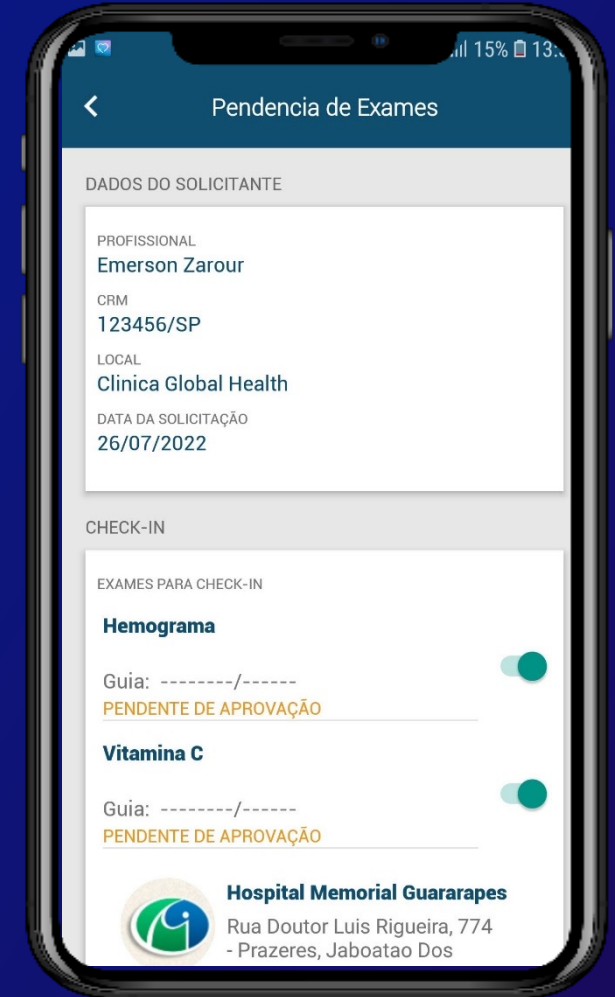 15% 13:
Pendencia de Exames
DADOS DO SOLICITANTE
PROFISSIONAL
Emerson Zarour
CRM
123456/SP
LOCAL
Clinica Global Health
DATA DA SOLICITAÇÃO
26/07/2022
CHECK-IN
EXAMES PARA CHECK-IN
Hemograma
Guia: --------/------
PENDENTE DE APROVAÇÃO
Vitamina C
Guia: --------/------
PENDENTE DE APROVAÇÃO
Hospital Memorial Guararapes
Rua Doutor Luis Rigueira, 774
- Prazeres, Jaboatao Dos